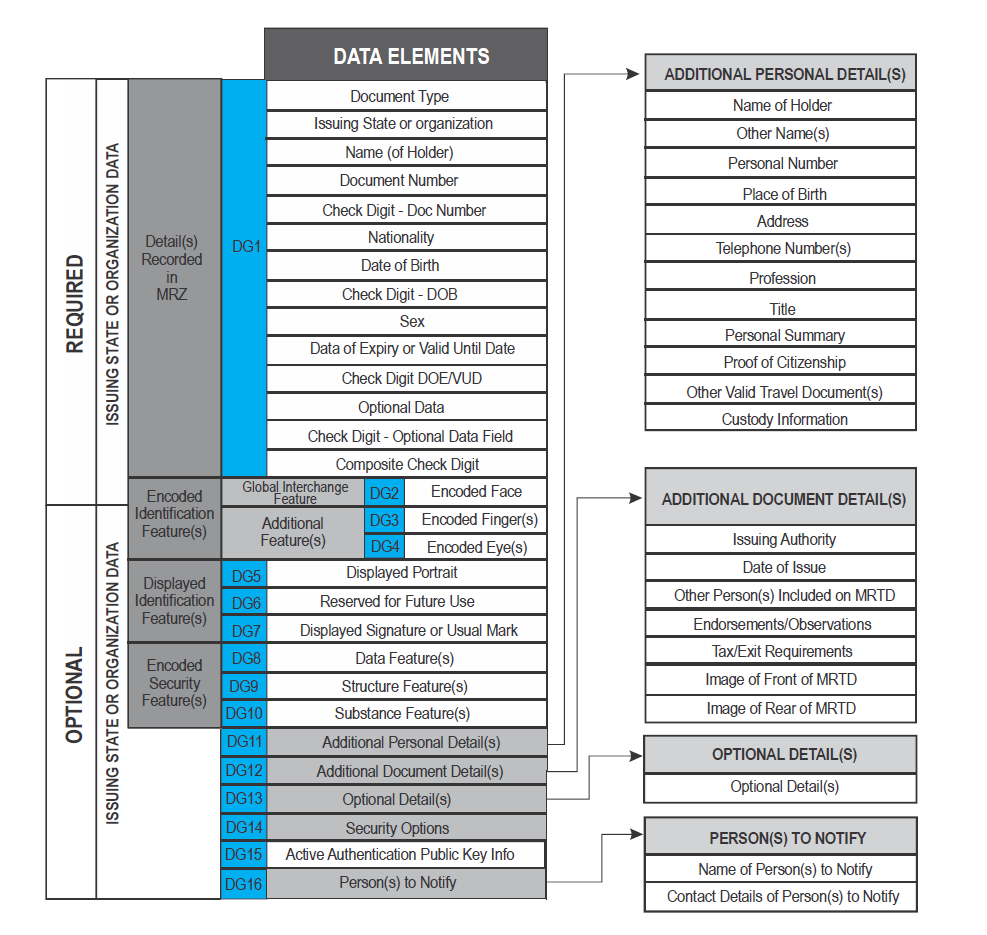 DATA ELEMENTS
REQUIRED
ISSUING STATE OR ORGANIZATION DATA
Detail(s)
Recorded
in
MRZ
DG1
Document Type
Issuing State or organization
Name (of Holder)
Document Number
Check Digit - Doc Number
Nationality
Date of Birth
Check Digit - DOB
Sex
Data of Expiry or Valid Until Date
Check Digit DOE/VUD
Optional Data
Check Digit - Optional Data Field
Composite Check Digit
Encoded
Identification
Feature(s)
Global Interchange
Feature
DG2
Encoded Face
OPTIONAL
ISSUING STATE OR ORGANIZATION DATA
Additional
Feature(s)
DG3
Encoded Finger(s)
DG4
Encoded Eye(s)
Displayed
Identification
Feature(s)
DG5
Displayed Portrait
DG6
Reserved for Future Use
DG7
Displayed Signature or Usual Mark
Encoded
Security
Feature(s)
DG8
Data Feature(s)
DG9
Structure Feature(s)
DG10
Substance Feature(s)
DG11
Additional Personal Detail(s)
DG12
Additional Document Detail(s)
DG13
Optional Detail(s)
DG14
Security Options
DG15
Active Authentication Public Key Info
DG16
Person(s) to Notify
ADDITIONAL PERSONAL DETAIL(S)
Name of Holder
Other Name(s)
Personal Number
Place of Birth
Address
Telephone Number(s)
Profession
Title
Personal Summary
Proof of Citizenship
Other Valid Travel Document(s)
Custody Information
ADDITIONAL DOCUMENT DETAIL(S)
Issuing Authority
Date of Issue
Other Person(s) Included on MRTD
Endorsements/Observations
Tax/Exit Requirements
Image of Front of MRTD
Image of Rear of MRTD
OPTIONAL DETAIL(S)
Optional Detail(s)
PERSON(S) TO NOTIFY
Name of Person(s) to Notify
Contact Details of Person(s) to Notify